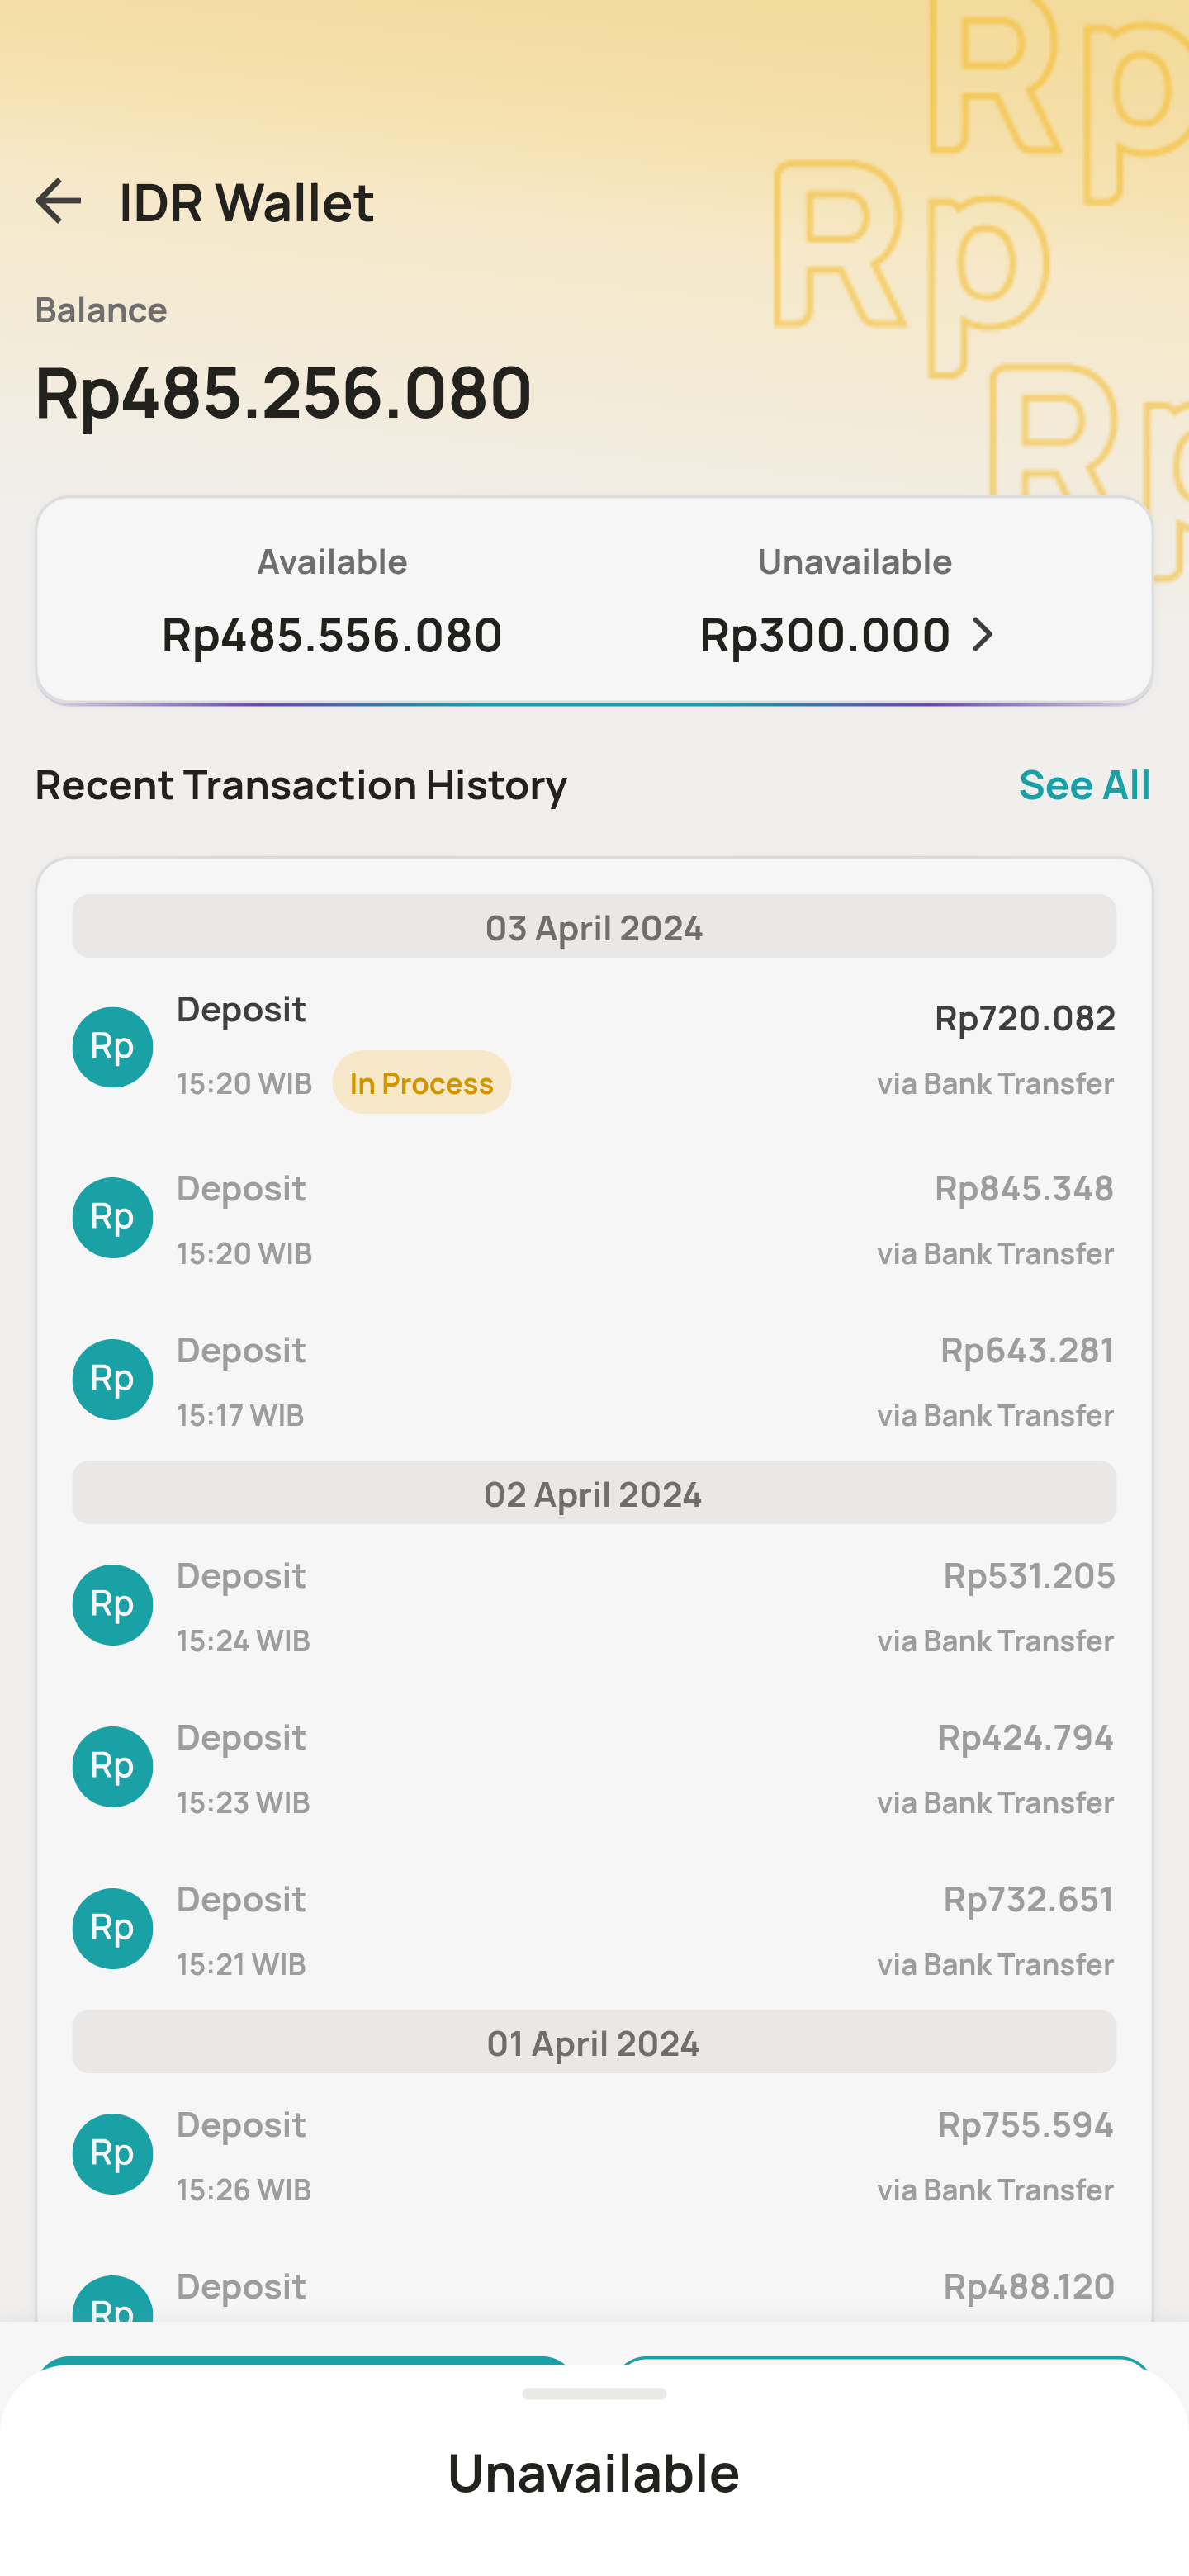 Rp
Rp
IDR Wallet
Balance
Rp485.256.080
Rp
Available
Unavailable
Rp485.556.080
Rp300.000
Recent Transaction History
See All
03 April 2024
Rp
Deposit
Rp720.082
15:20 WIB
In Process
via Bank Transfer
Rp
Deposit
Rp845.348
15:20 WIB
via Bank Transfer
Rp
Deposit
Rp643.281
15:17 WIB
via Bank Transfer
02 April 2024
Rp
Deposit
Rp531.205
15:24 WIB
via Bank Transfer
Rp
Deposit
Rp424.794
15:23 WIB
via Bank Transfer
Rp
Deposit
Rp732.651
15:21 WIB
via Bank Transfer
01 April 2024
Rp
Deposit
Rp755.594
15:26 WIB
via Bank Transfer
Rp
Deposit
Rp488.120
Unavailable